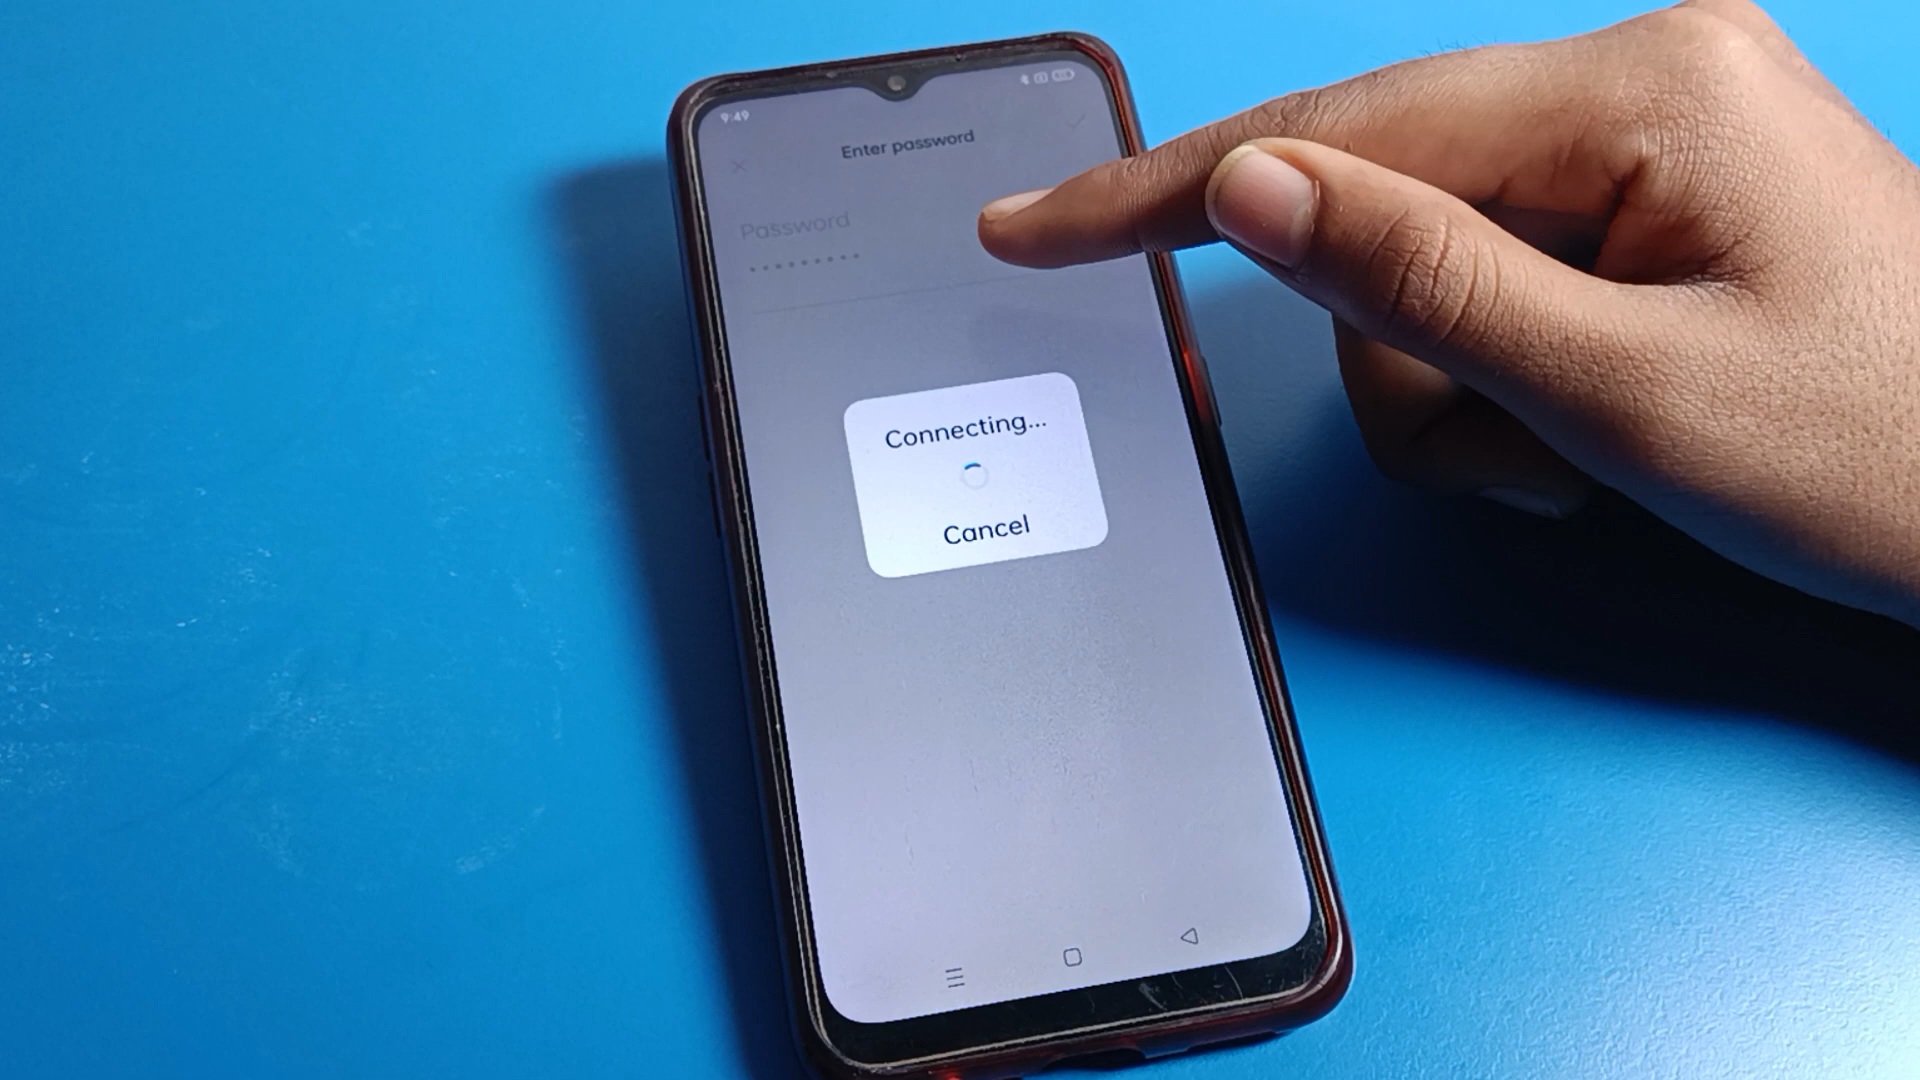 9:49
Enter password
Password
•••••••••
Connecting...
Cancel